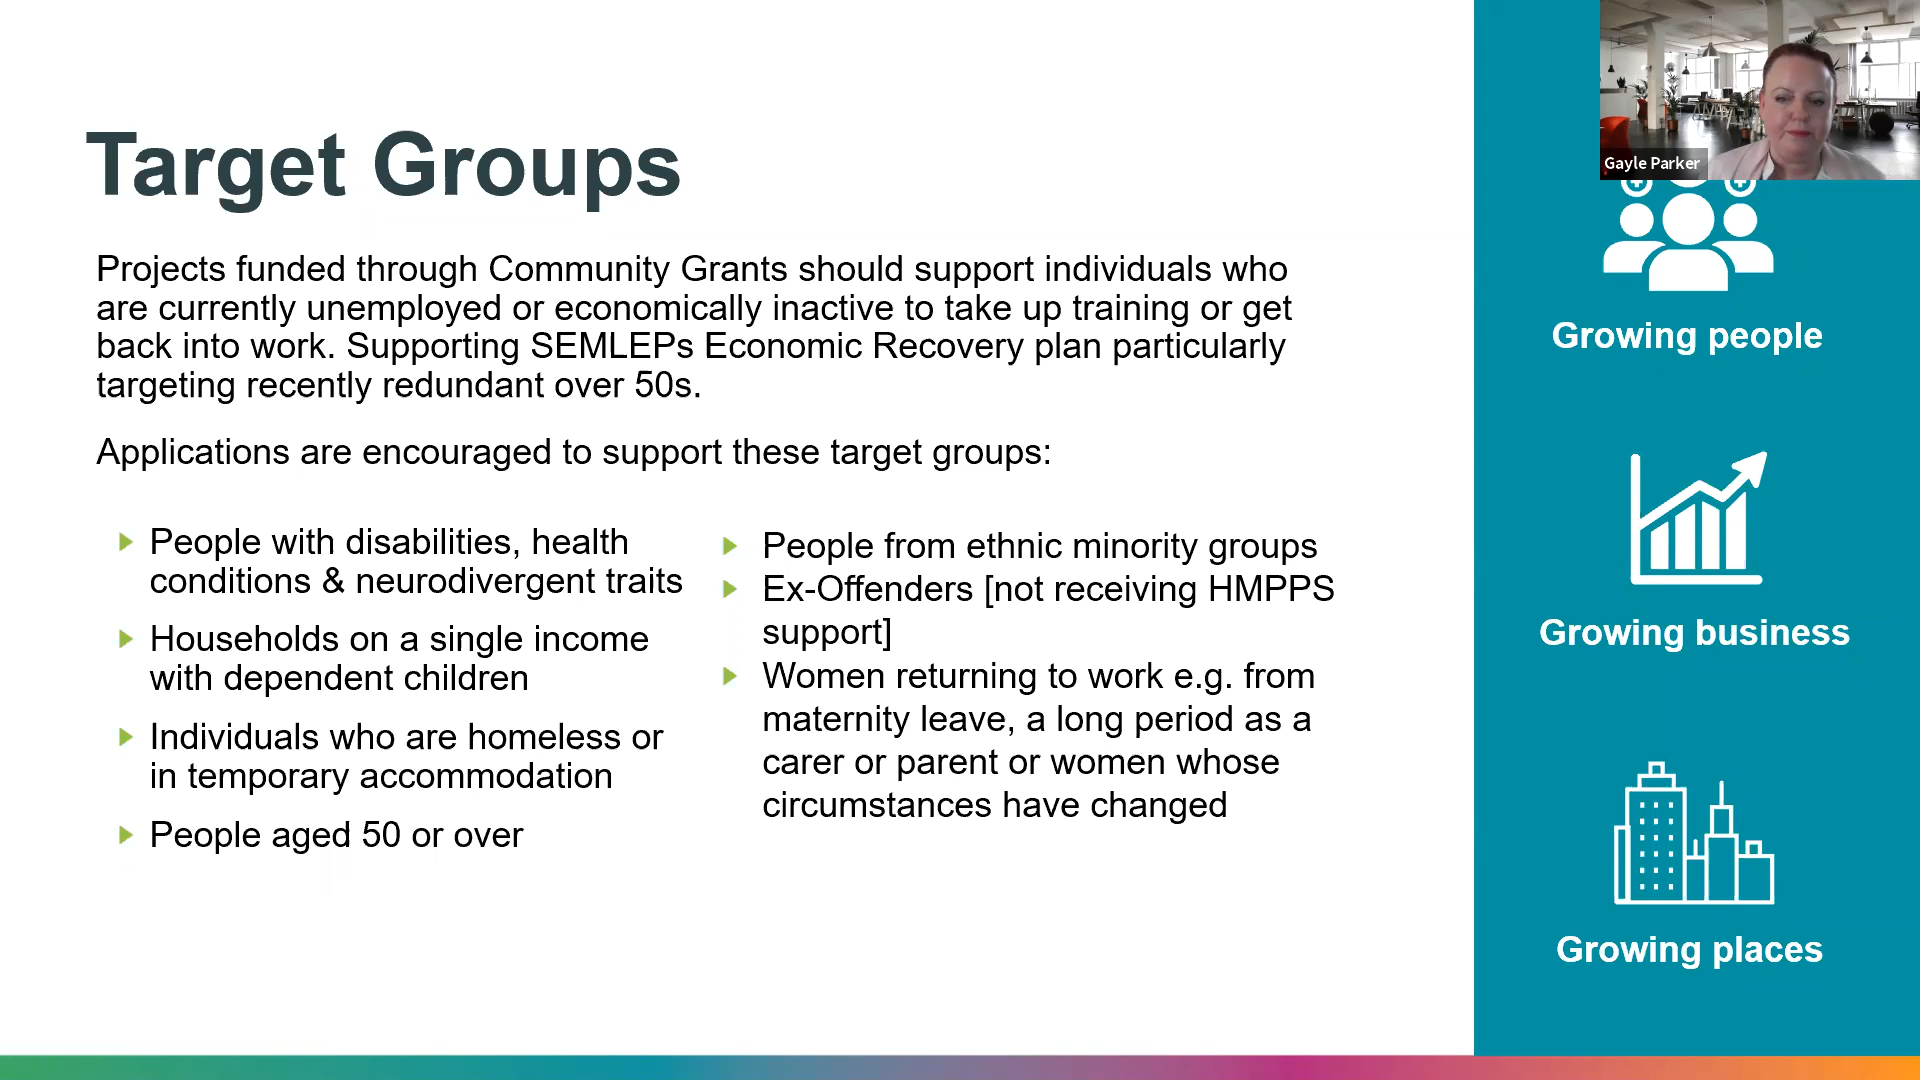 Target Groups
Projects funded through Community Grants should support individuals who
are currently unemployed or economically inactive to take up training or get
back into work. Supporting SEMLEPs Economic Recovery plan particularly
targeting recently redundant over 50s.
Applications are encouraged to support these target groups:
People with disabilities, health
conditions & neurodivergent traits
Households on a single income
with dependent children
Individuals who are homeless or
in temporary accommodation
People aged 50 or over
People from ethnic minority groups
Ex-Offenders [not receiving HMPPS
support]
Women returning to work e.g. from
maternity leave, a long period as a
carer or parent or women whose
circumstances have changed
Gayle Parker
Growing people
Growing business
Growing places